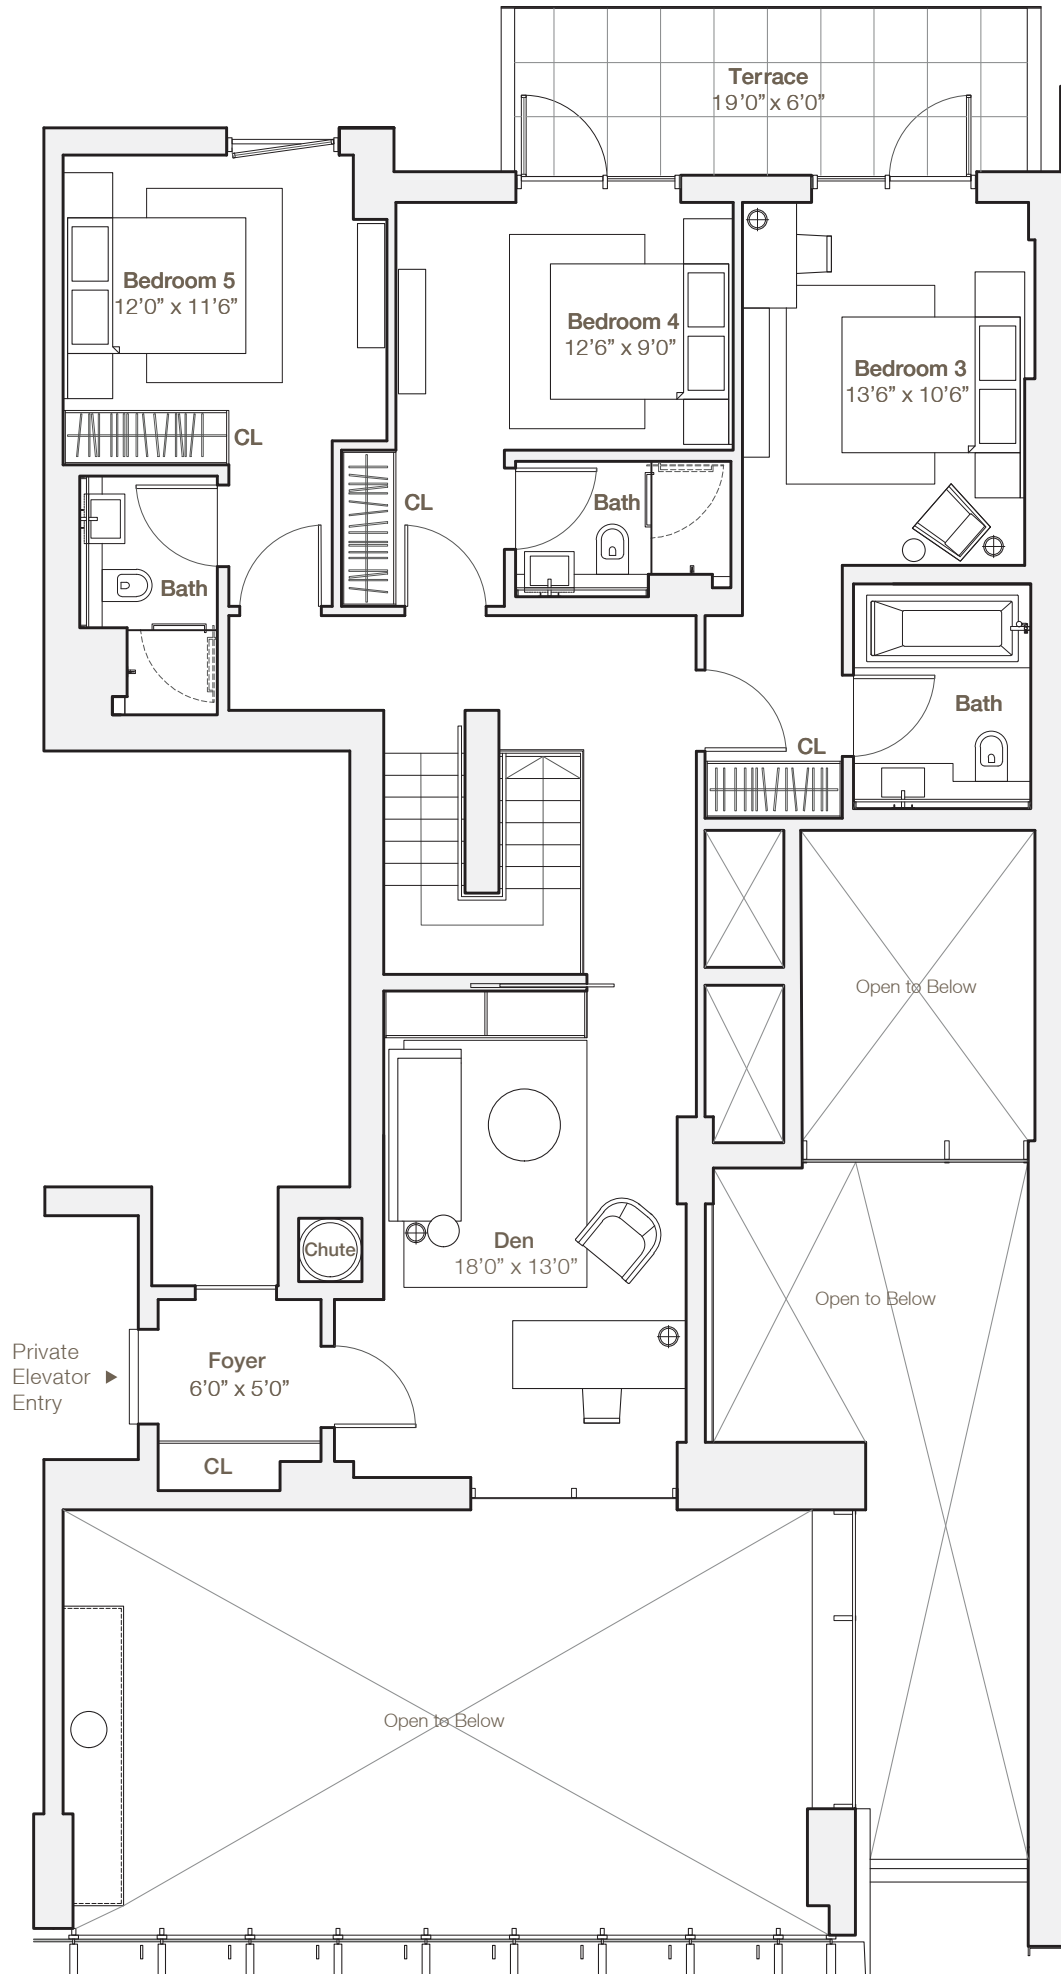 Terrace
19’0” x 6’0”
Bedroom 5
12’0” x 11’6”
Bedroom 4
12’6” x 9’0”
Bedroom 3
13’6” x 10’6”
CL
CL
Bath
Bath
Bath
CL
Open to Below
Chute
Den
18’0” x 13’0”
Open to Below
Private
Elevator
Entry
Foyer
6’0” x 5’0”
CL
Open to Below